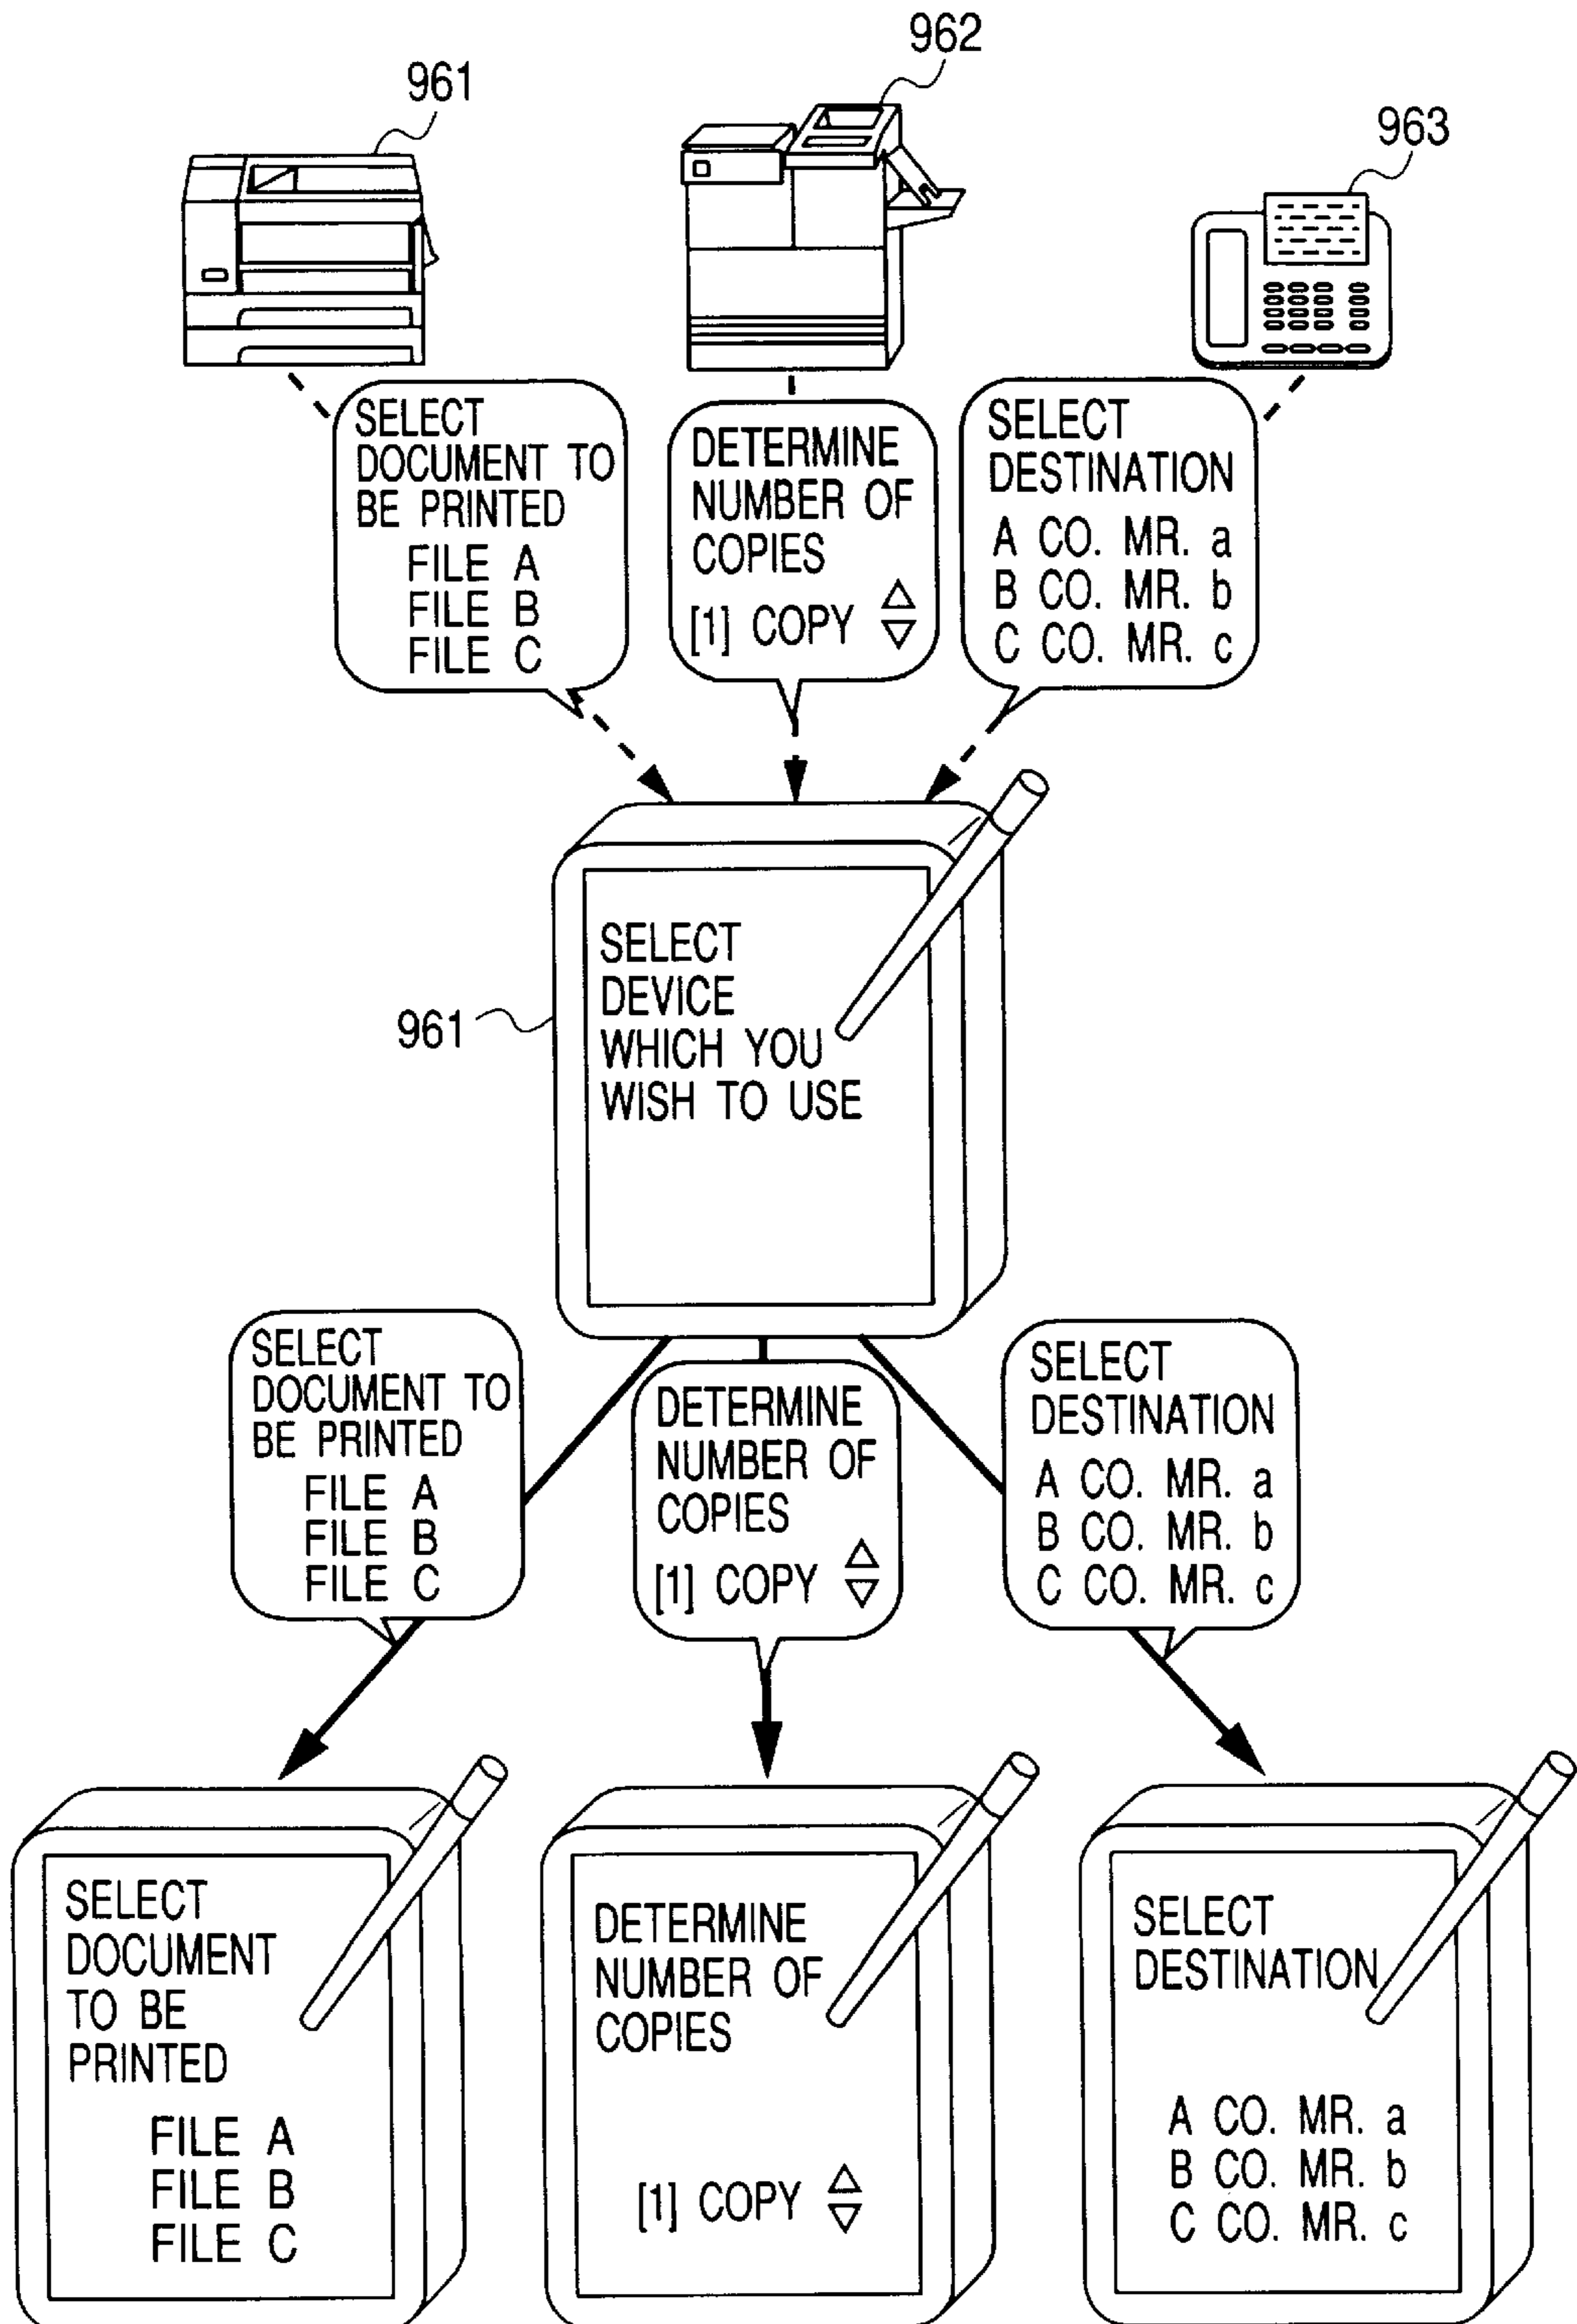 962
961
963
SELECT
DOCUMENT TO
BE PRINTED
FILE A
FILE B
FILE C
DETERMINE
NUMBER OF
COPIES
[1] COPY
SELECT
DESTINATION
A CO. MR. a
B CO. MR. b
C CO. MR. c
SELECT
DEVICE
WHICH YOU
WISH TO USE
961
SELECT
DOCUMENT TO
BE PRINTED
FILE A
FILE B
FILE C
DETERMINE
NUMBER OF
COPIES
[1] COPY
SELECT
DESTINATION
A CO. MR. a
B CO. MR. b
C CO. MR. c
SELECT
DOCUMENT
TO BE
PRINTED
FILE A
FILE B
FILE C
DETERMINE
NUMBER OF
COPIES
[1] COPY
SELECT
DESTINATION
A CO. MR. a
B CO. MR. b
C CO. MR. c